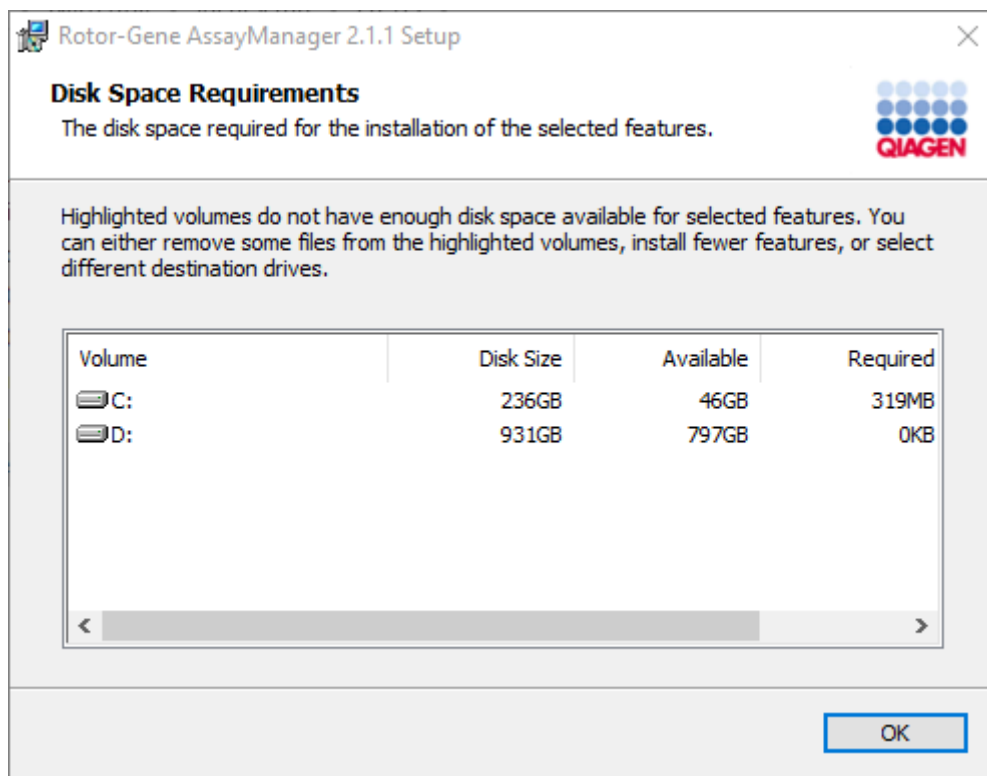 Rotor-Gene AssayManager 2.1.1 Setup
Disk Space Requirements
The disk space required for the installation of the selected features.
QIAGEN
Highlighted volumes do not have enough disk space available for selected features. You
can either remove some files from the highlighted volumes, install fewer features, or select
different destination drives.
Volume Disk Size Available Required
C: 236GB 46GB 319MB
D: 931GB 797GB 0KB
OK